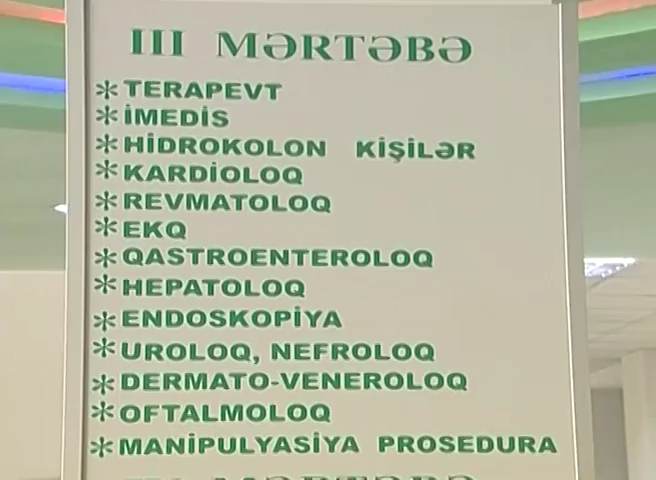 III MƏRTƏBƏ
*TERAPEVT
*İMEDİS
*HİDROKOLON KİŞİLƏR
*KARDİOLOQ
*REVMATOLOQ
*EKQ
*QASTROENTEROLOQ
*HEPATOLOQ
*ENDOSKOPİYA
*UROLOQ, NEFROLOQ
*DERMATO-VENEROLOQ
*OFTALMOLOQ
*MANİPULYASİYA PROSEDURA
MƏRTƏBƏ